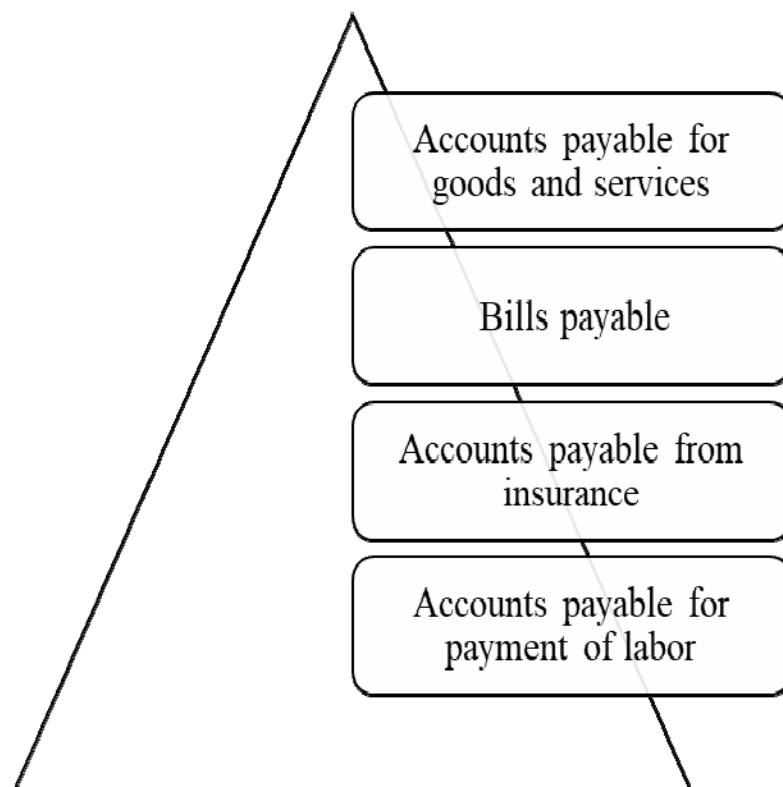 Accounts payable for
goods and services
Bills payable
Accounts payable from
insurance
Accounts payable for
payment of labor